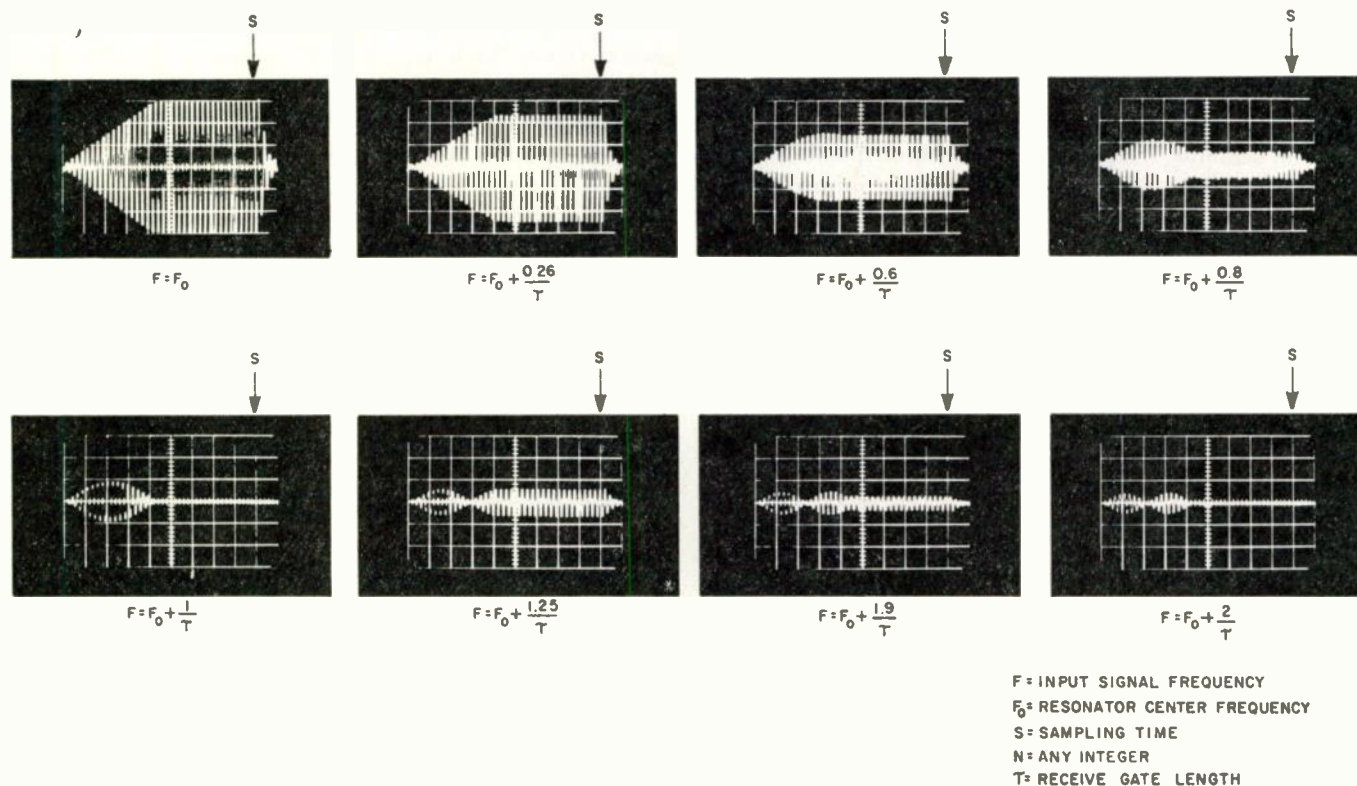 S S S S
F = F₀
F = F₀ + 0.26/τ
F = F₀ + 0.6/τ
F = F₀ + 0.8/τ
S S S S
F = F₀ + 1/τ
F = F₀ + 1.25/τ
F = F₀ + 1.9/τ
F = F₀ + 2/τ
F = INPUT SIGNAL FREQUENCY
F₀ = RESONATOR CENTER FREQUENCY
S = SAMPLING TIME
N = ANY INTEGER
τ = RECEIVE GATE LENGTH